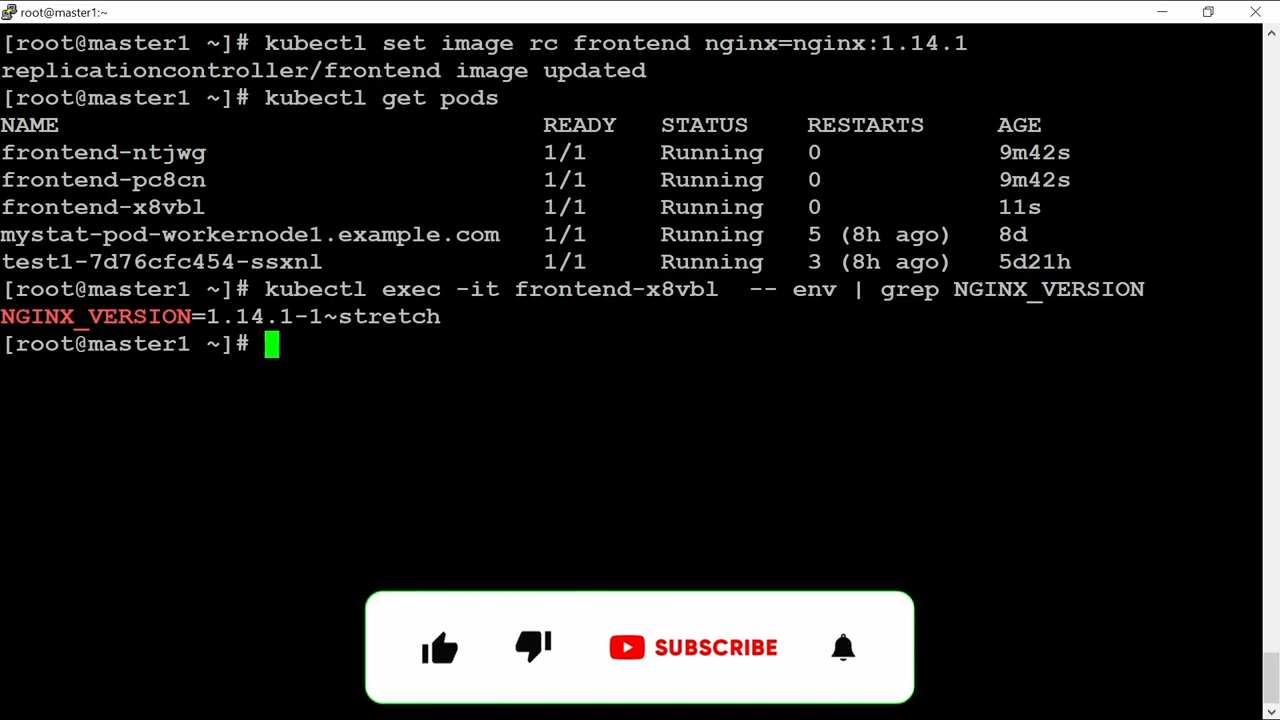 root@master1:~
[root@master1 ~]# kubectl set image rc frontend nginx=nginx:1.14.1
replicationcontroller/frontend image updated
[root@master1 ~]# kubectl get pods
NAME READY STATUS RESTARTS AGE
frontend-ntjwg 1/1 Running 0 9m42s
frontend-pc8cn 1/1 Running 0 9m42s
frontend-x8vbl 1/1 Running 0 11s
mystat-pod-workernode1.example.com 1/1 Running 5 (8h ago) 8d
test1-7d76cfc454-ssxnl 1/1 Running 3 (8h ago) 5d21h
[root@master1 ~]# kubectl exec -it frontend-x8vbl -- env | grep NGINX_VERSION
NGINX_VERSION=1.14.1-1~stretch
[root@master1 ~]#
SUBSCRIBE